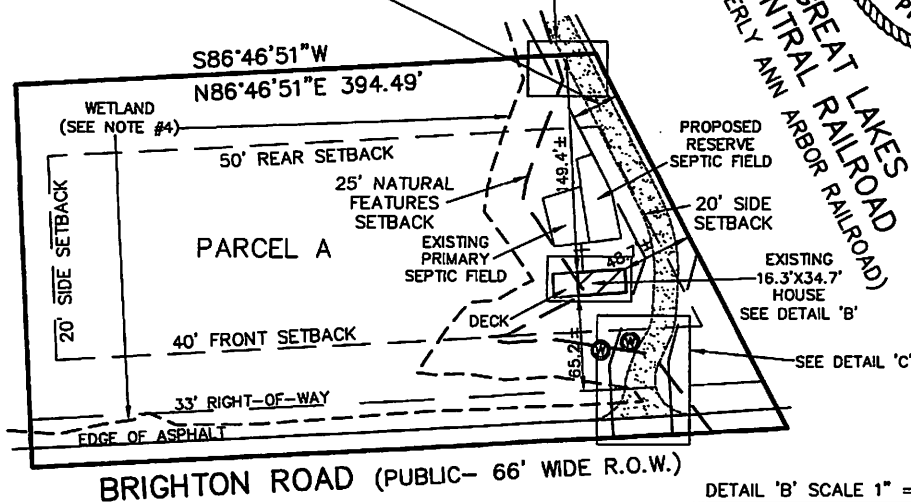 S86°46'51"W
N86°46'51"E 394.49'
GREAT LAKES
CENTRAL RAILROAD
ERLY ANN ARBOR RAILROAD)
WETLAND
(SEE NOTE #4)
50' REAR SETBACK
PROPOSED
RESERVE
SEPTIC FIELD
149.4'±
25' NATURAL
FEATURES
SETBACK
20' SIDE
SETBACK
20' SIDE SETBACK
PARCEL A
EXISTING
PRIMARY
SEPTIC FIELD
48.7'±
EXISTING
16.3'X34.7'
HOUSE
SEE DETAIL 'B'
DECK
40' FRONT SETBACK
65.2'±
W
W
SEE DETAIL 'C'
33' RIGHT-OF-WAY
EDGE OF ASPHALT
BRIGHTON ROAD (PUBLIC- 66' WIDE R.O.W.)
DETAIL 'B' SCALE 1" =